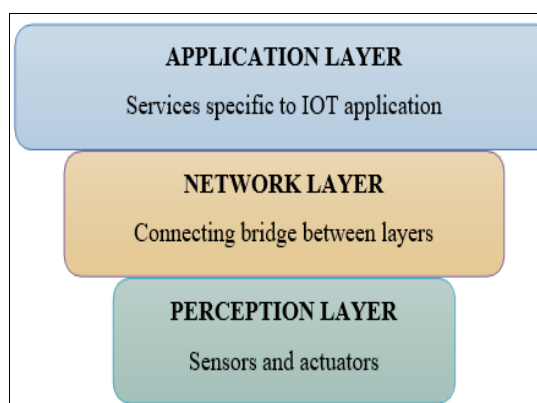 APPLICATION LAYER
Services specific to IOT application
NETWORK LAYER
Connecting bridge between layers
PERCEPTION LAYER
Sensors and actuators